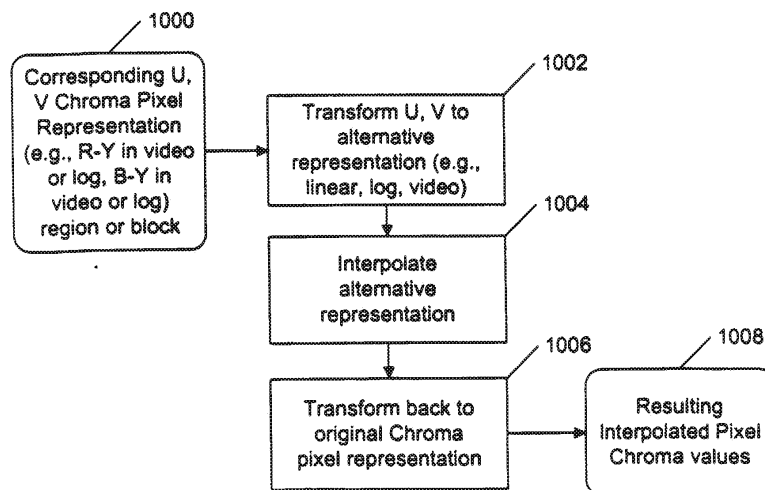 1000
Corresponding U,
V Chroma Pixel
Representation
(e.g., R-Y in video
or log, B-Y in
video or log)
region or block
1002
Transform U, V to
alternative
representation (e.g.,
linear, log, video)
1004
Interpolate
alternative
representation
1006
Transform back to
original Chroma
pixel representation
1008
Resulting
Interpolated Pixel
Chroma values